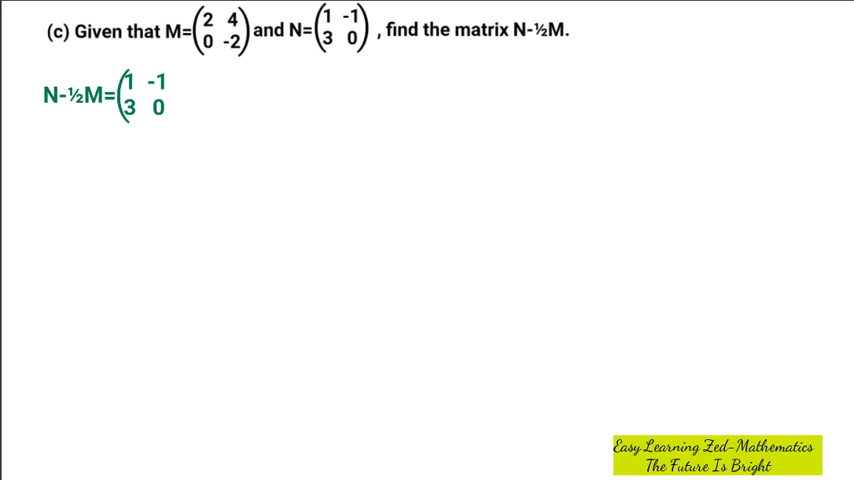 (c) Given that M=(2 4 0 -2) and N=(1 -1 3 0), find the matrix N-½M.
N-½M=(1 -1
3 0
Easy Learning Zed-Mathematics
The Future Is Bright